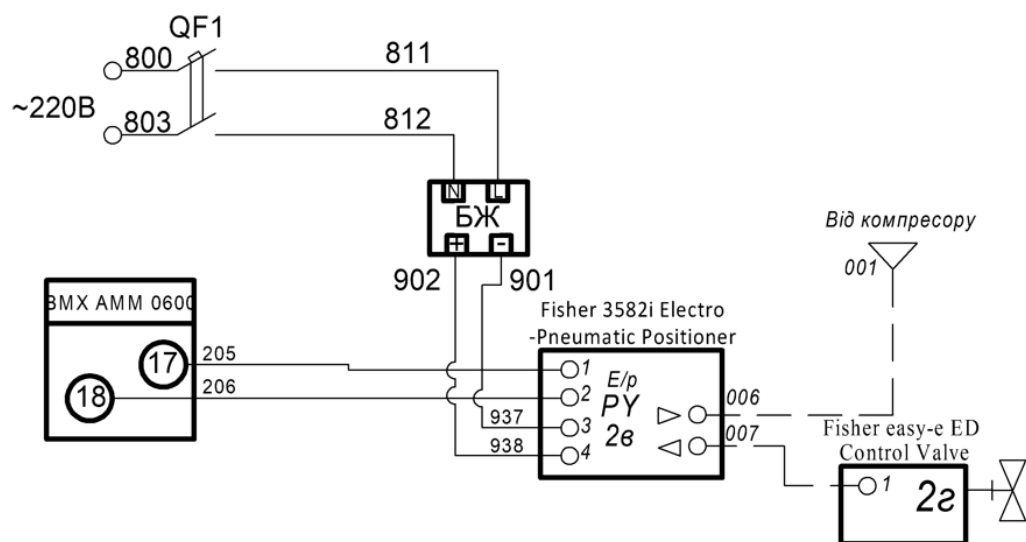 QF1
800
811
~220В
803
812
N
L
БЖ
+
-
902
901
Від компресору
001
BMX AMM 0600
17
205
18
206
Fisher 3582i Electro
-Pneumatic Positioner
1
2
3
4
E/p
PY
2в
937
938
006
007
Fisher easy-e ED
Control Valve
1
2г